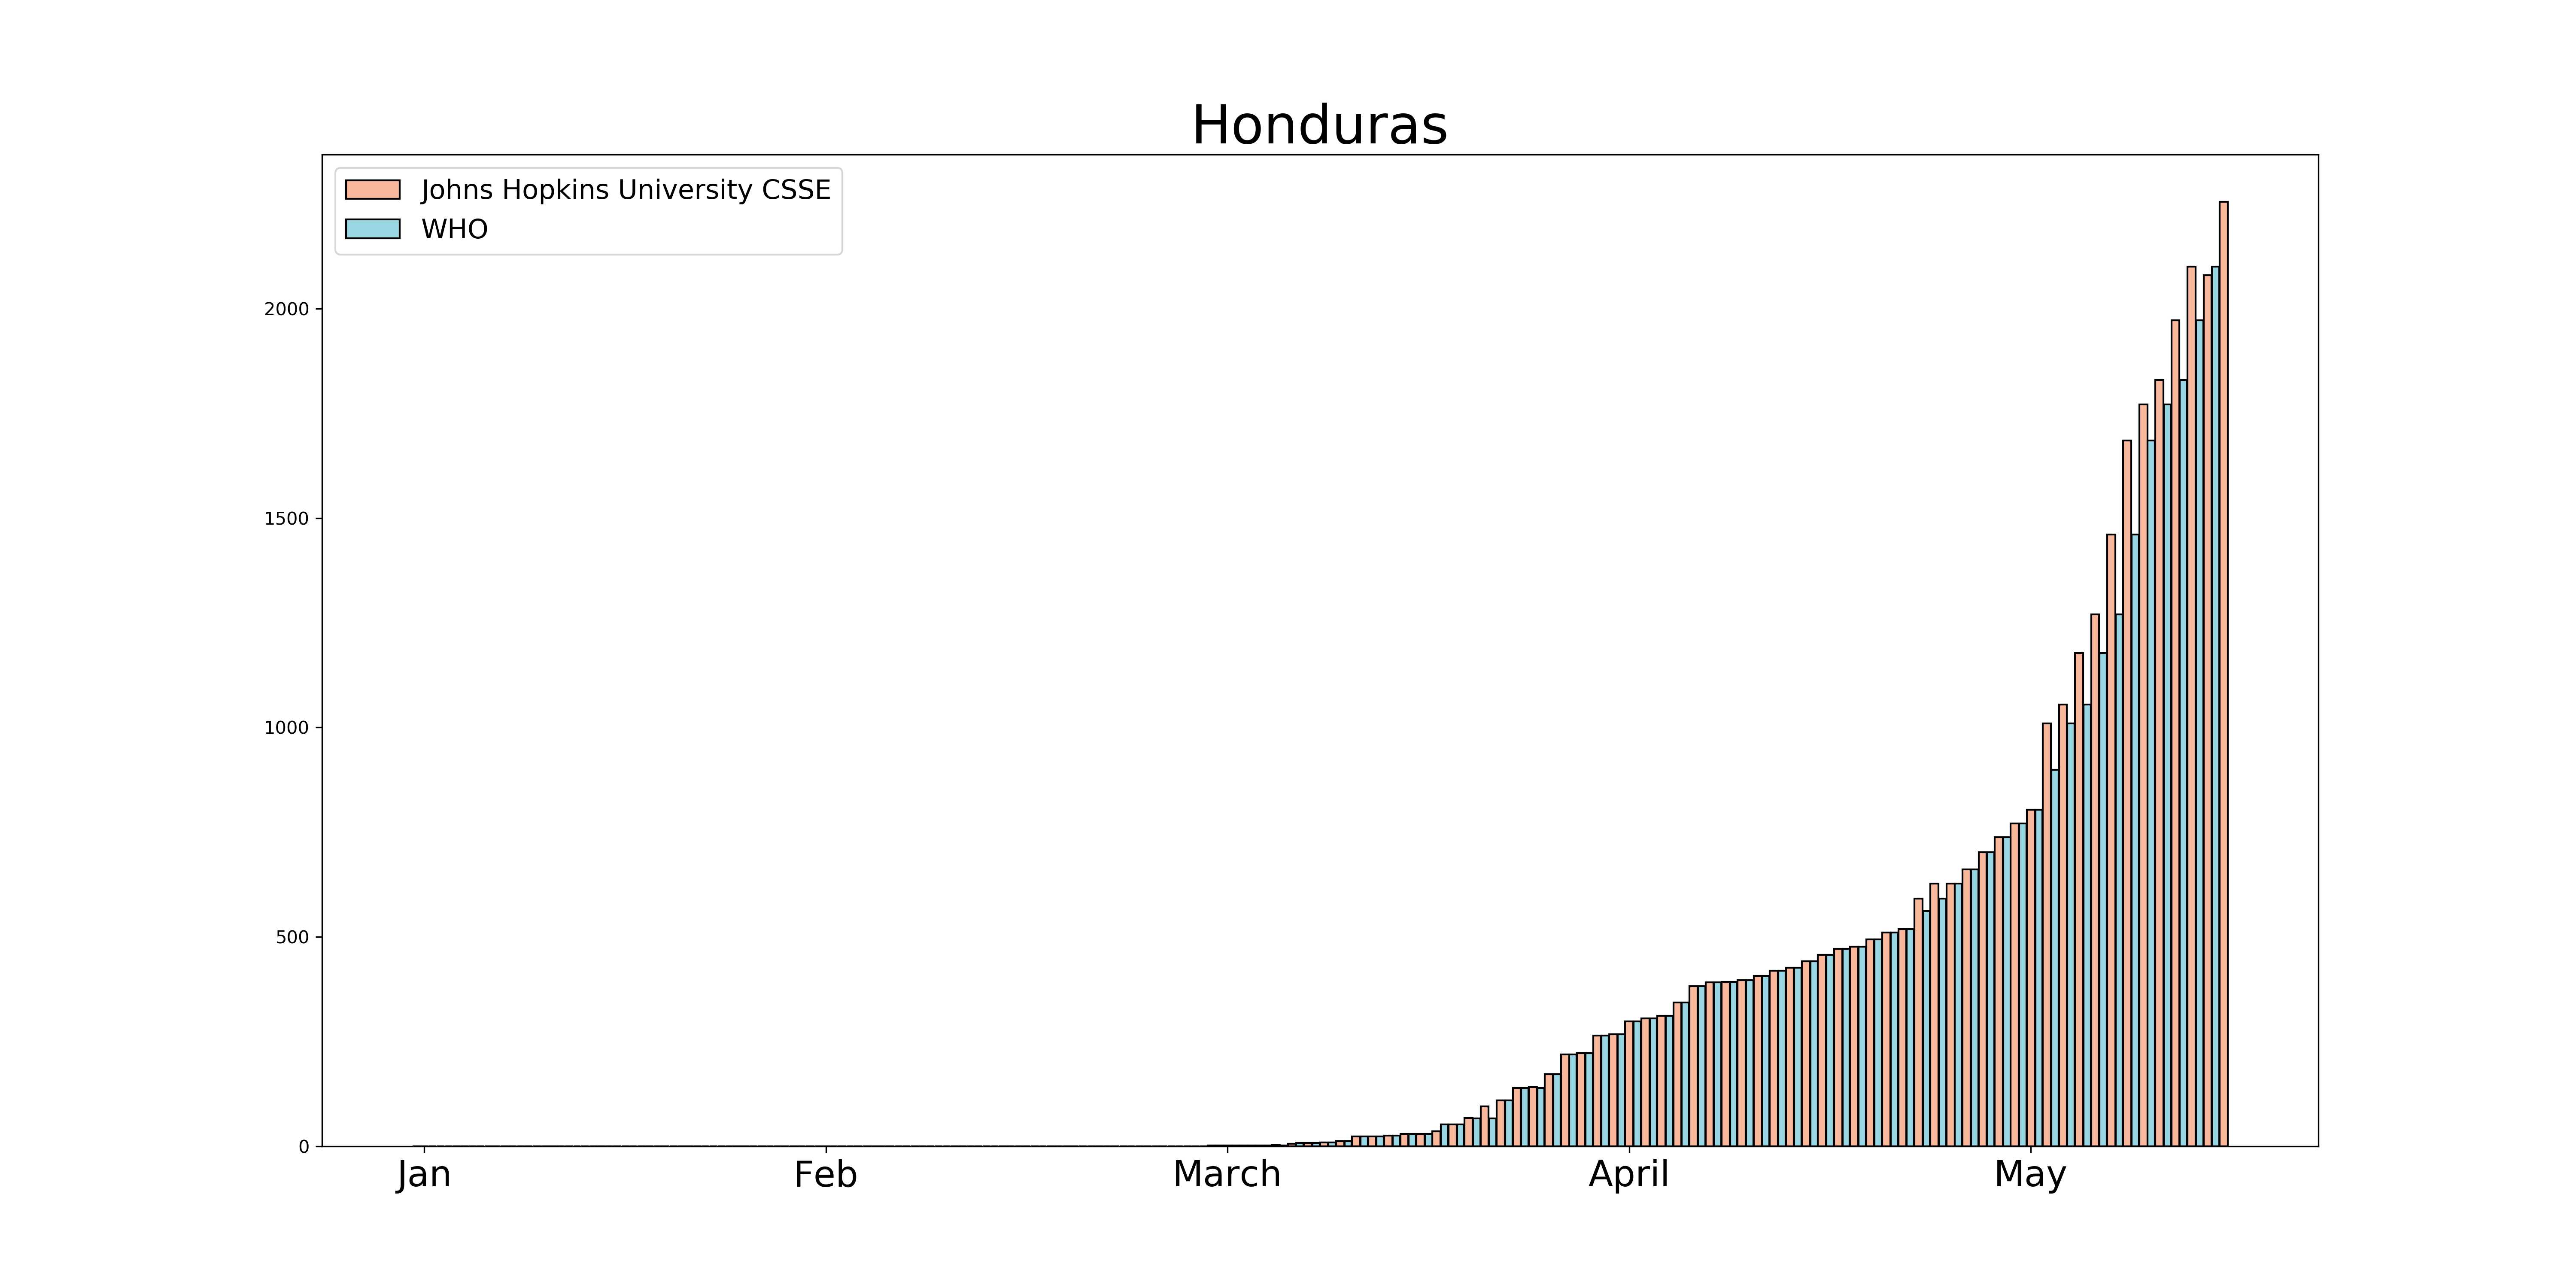 Honduras
Johns Hopkins University CSSE
WHO
2000
1500
1000
500
0
Jan Feb March April May